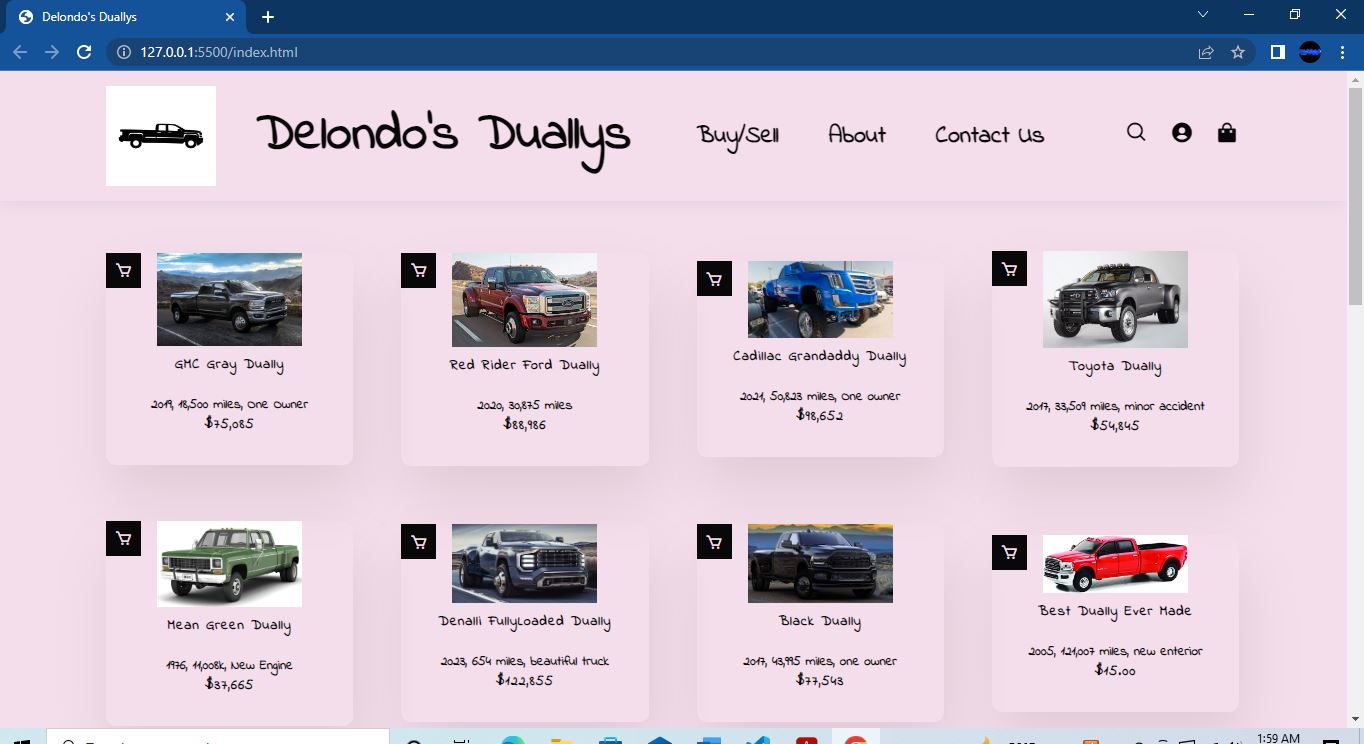 Delondo's Duallys
127.0.0.1:5500/index.html
Delondo's Duallys
Buy/Sell
About
Contact Us
GMC Gray Dually
2019, 18,500 miles, One Owner
$75,085
Red Rider Ford Dually
2020, 30,875 miles
$88,986
Cadillac Grandaddy Dually
2021, 50,823 miles, One owner
$98,652
Toyota Dually
2017, 33,509 miles, minor accident
$54,845
Mean Green Dually
1976, 11,008k, New Engine
$37,665
Denalli FullyLoaded Dually
2023, 654 miles, beautiful truck
$122,855
Black Dually
2017, 43,995 miles, one owner
$77,543
Best Dually Ever Made
2005, 121,007 miles, new enterior
$15.00
1:59 AM